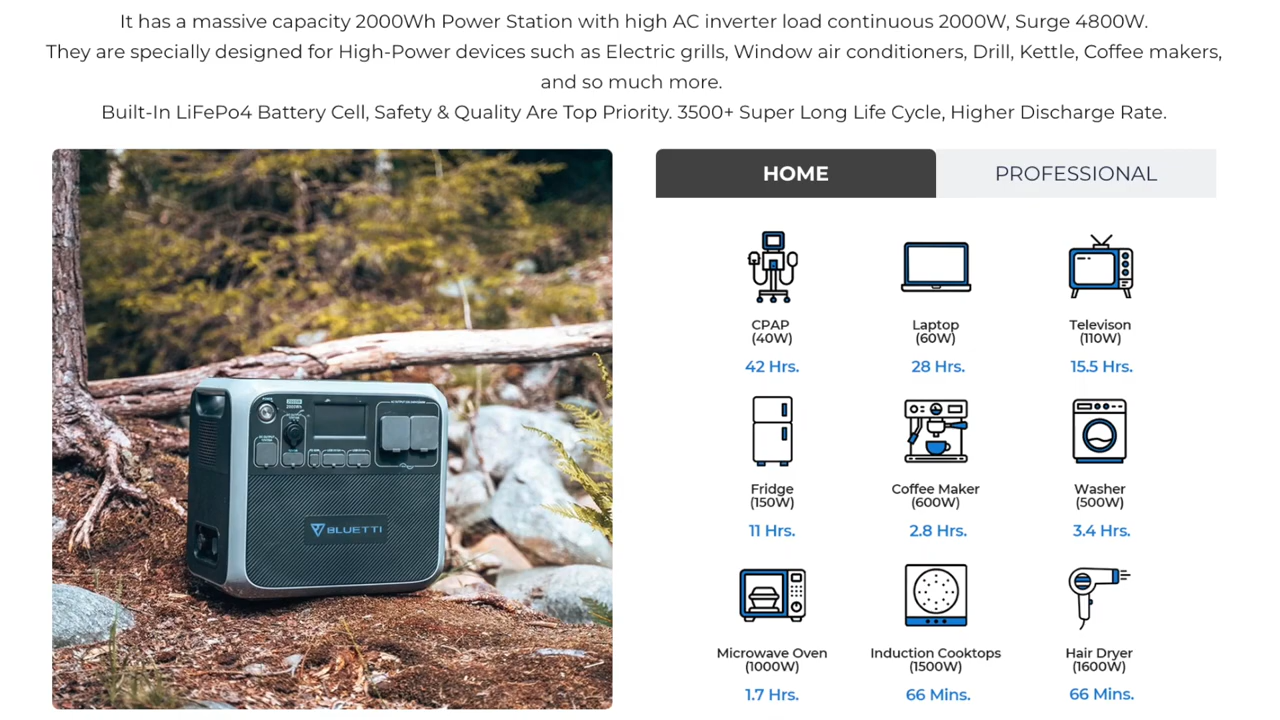 It has a massive capacity 2000Wh Power Station with high AC inverter load continuous 2000W, Surge 4800W.
They are specially designed for High-Power devices such as Electric grills, Window air conditioners, Drill, Kettle, Coffee makers,
and so much more.
Built-In LiFePo4 Battery Cell, Safety & Quality Are Top Priority. 3500+ Super Long Life Cycle, Higher Discharge Rate.
HOME
PROFESSIONAL
CPAP
(40W)
42 Hrs.
Laptop
(60W)
28 Hrs.
Televison
(110W)
15.5 Hrs.
Fridge
(150W)
11 Hrs.
Coffee Maker
(600W)
2.8 Hrs.
Washer
(500W)
3.4 Hrs.
Microwave Oven
(1000W)
1.7 Hrs.
Induction Cooktops
(1500W)
66 Mins.
Hair Dryer
(1600W)
66 Mins.
BLUETTI